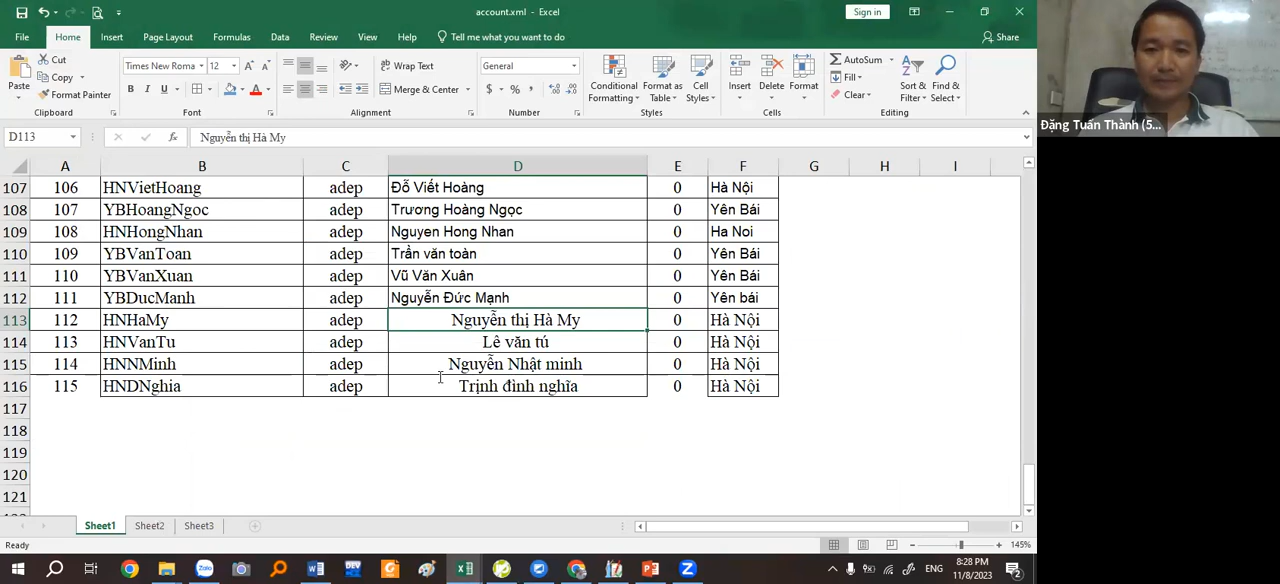 account.xml - Excel
Sign in
File Home Insert Page Layout Formulas Data Review View Help Tell me what you want to do Share
Cut
Copy
Format Painter
Paste
Clipboard
Times New Roma 12
B I U
Font
Wrap Text
Merge & Center
Alignment
General
Number
Conditional Formatting
Format as Table
Cell Styles
Styles
Insert Delete Format
Cells
AutoSum
Fill
Clear
Sort & Filter
Find & Select
Editing
Đặng Tuấn Thành (5...
D113 fx Nguyễn thị Hà My
A B C D E F G H I
107 106 HNVietHoang adep Đỗ Viết Hoàng 0 Hà Nội
108 107 YBHoangNgoc adep Trương Hoàng Ngọc 0 Yên Bái
109 108 HNHongNhan adep Nguyen Hong Nhan 0 Ha Noi
110 109 YBVanToan adep Trần văn toàn 0 Yên Bái
111 110 YBVanXuan adep Vũ Văn Xuân 0 Yên Bái
112 111 YBDucManh adep Nguyễn Đức Mạnh 0 Yên bái
113 112 HNHaMy adep Nguyễn thị Hà My 0 Hà Nội
114 113 HNVanTu adep Lê văn tú 0 Hà Nội
115 114 HNNMinh adep Nguyễn Nhật minh 0 Hà Nội
116 115 HNDNghia adep Trịnh đình nghĩa 0 Hà Nội
117
118
119
120
121
Sheet1 Sheet2 Sheet3
Ready 145%
ENG 8:28 PM
11/8/2023